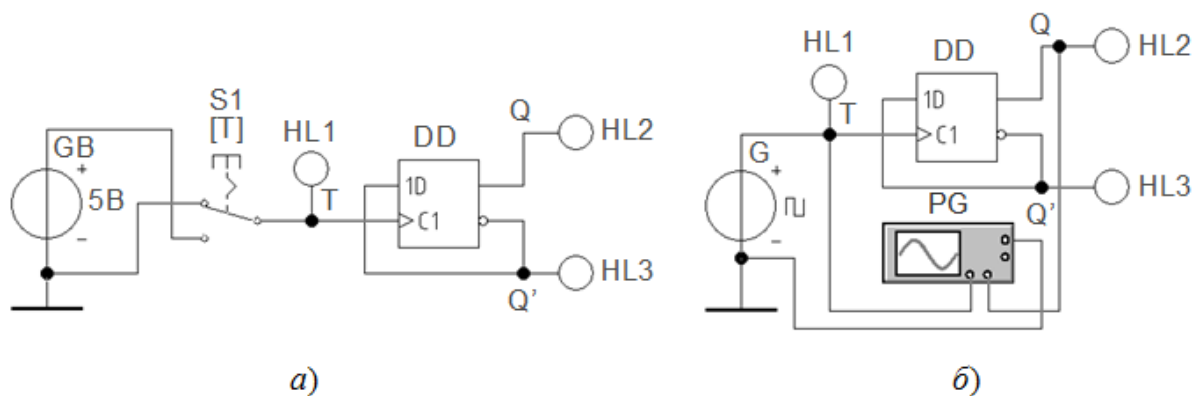 S1
[T]
GB
+
5В
−
HL1
T
DD
1D
C1
Q
HL2
HL3
Q’
а)
HL1
T
G
+
−
DD
1D
C1
Q
HL2
HL3
Q’
PG
б)